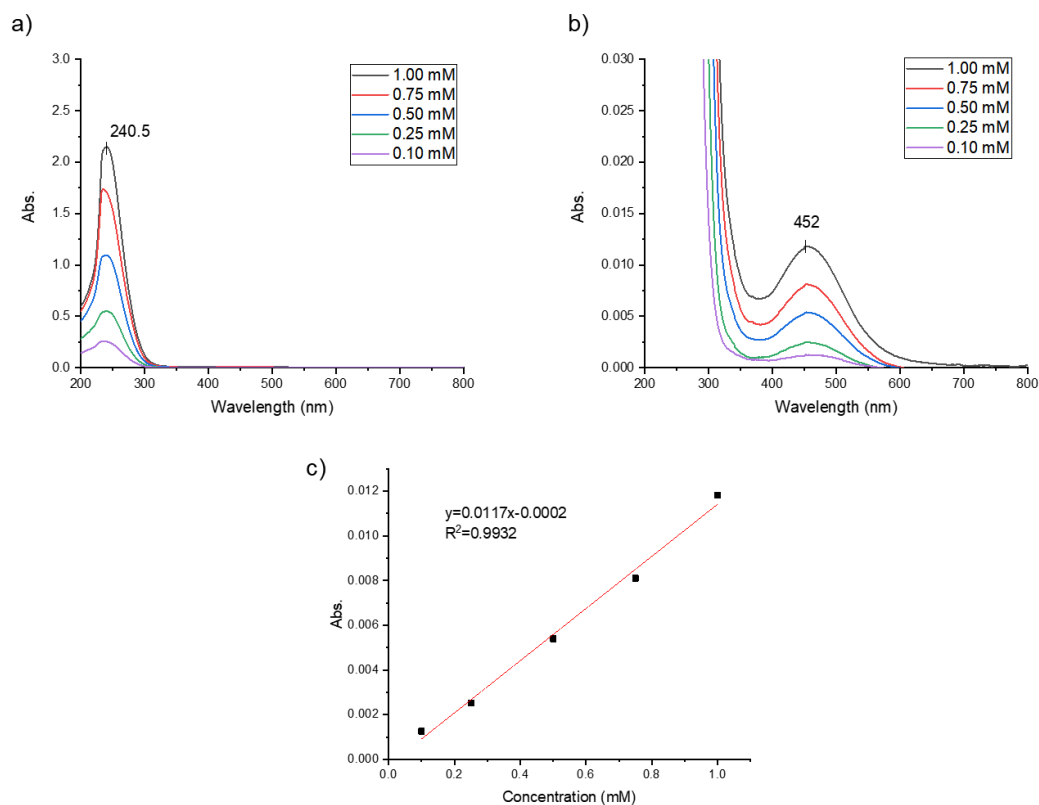 a)
3.0
2.5
2.0
1.5
1.0
0.5
0.0
Abs.
240.5
1.00 mM
0.75 mM
0.50 mM
0.25 mM
0.10 mM
200 300 400 500 600 700 800
Wavelength (nm)
b)
0.030
0.025
0.020
0.015
0.010
0.005
0.000
Abs.
452
1.00 mM
0.75 mM
0.50 mM
0.25 mM
0.10 mM
200 300 400 500 600 700 800
Wavelength (nm)
c)
0.012
0.010
0.008
0.006
0.004
0.002
0.000
Abs.
y=0.0117x-0.0002
R²=0.9932
0.0 0.2 0.4 0.6 0.8 1.0
Concentration (mM)